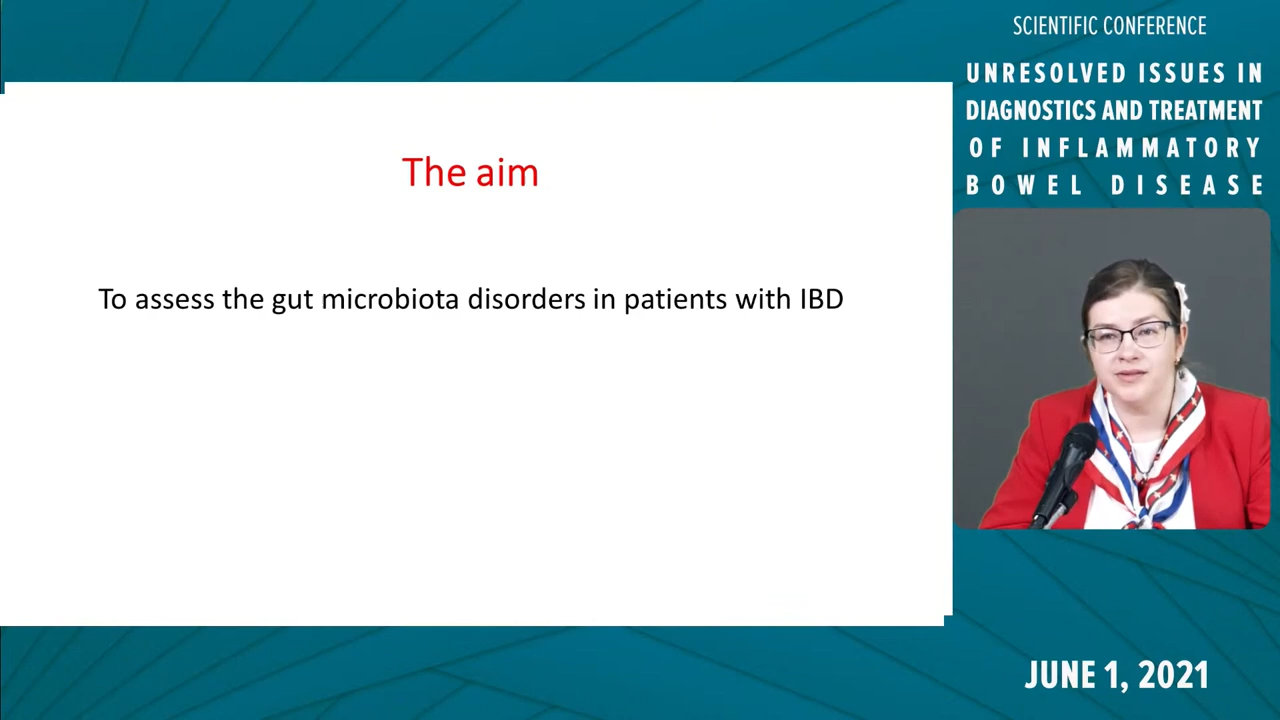 The aim
To assess the gut microbiota disorders in patients with IBD
SCIENTIFIC CONFERENCE
UNRESOLVED ISSUES IN
DIAGNOSTICS AND TREATMENT
OF INFLAMMATORY
BOWEL DISEASE
JUNE 1, 2021